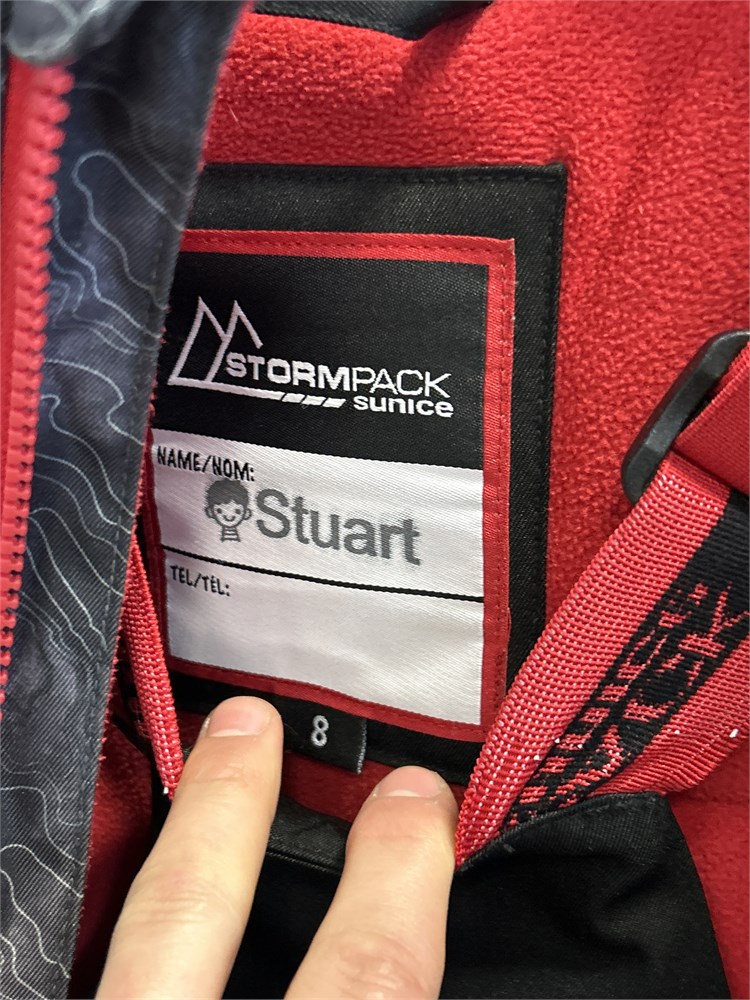 STORMPACK
sunice
NAME/NOM:
Stuart
TEL/TÉL:
8